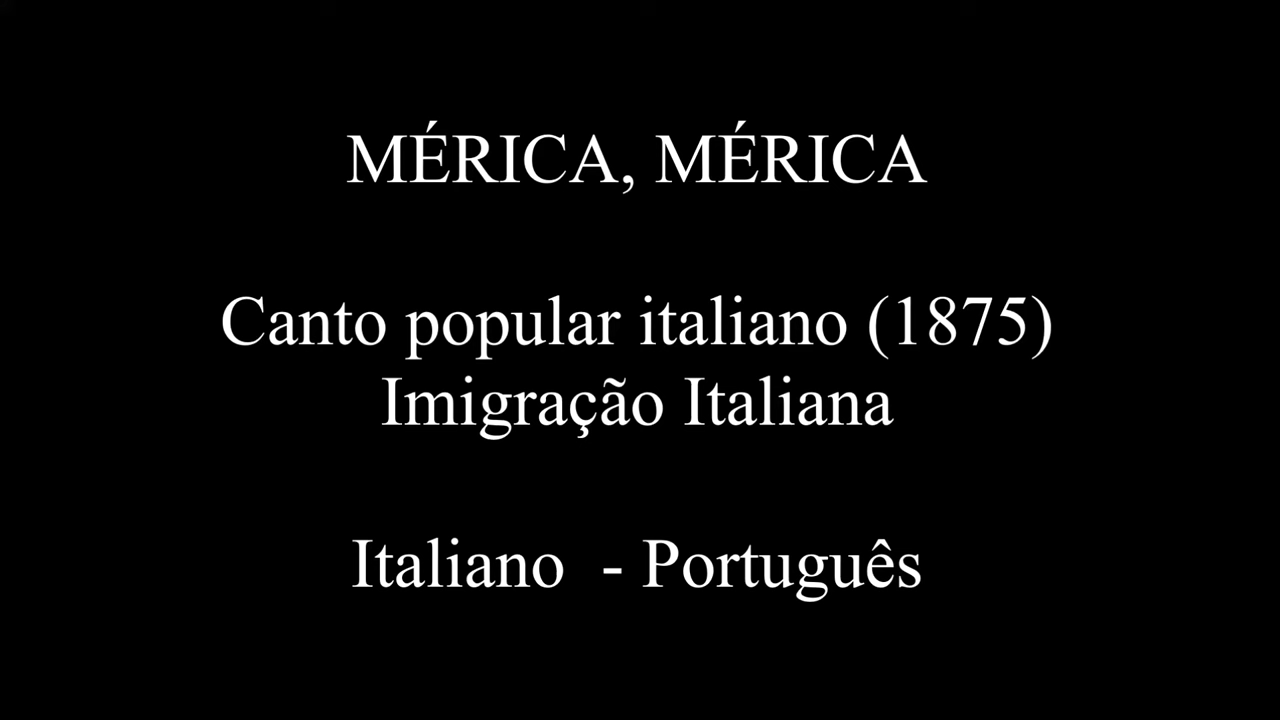 MÉRICA, MÉRICA
Canto popular italiano (1875)
Imigração Italiana
Italiano - Português